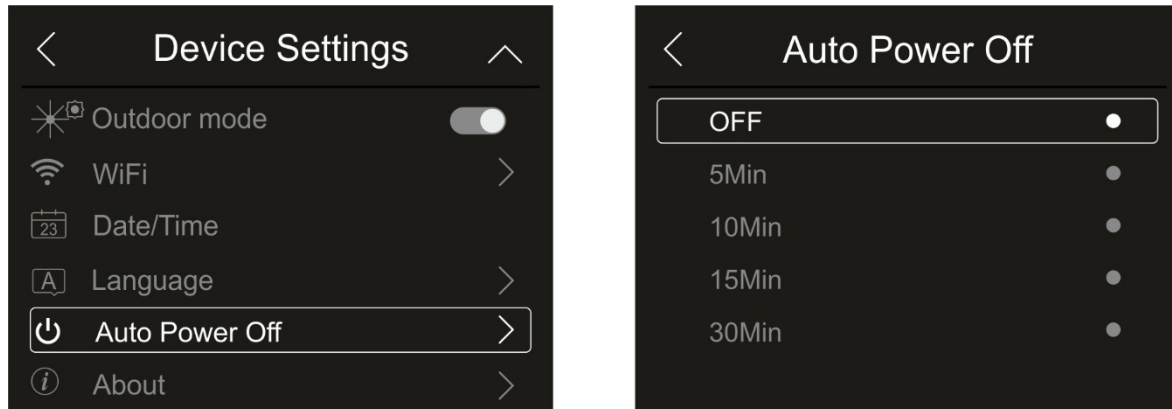 Device Settings
Outdoor mode
WiFi
23 Date/Time
A Language
Auto Power Off
i About
Auto Power Off
OFF
5Min
10Min
15Min
30Min